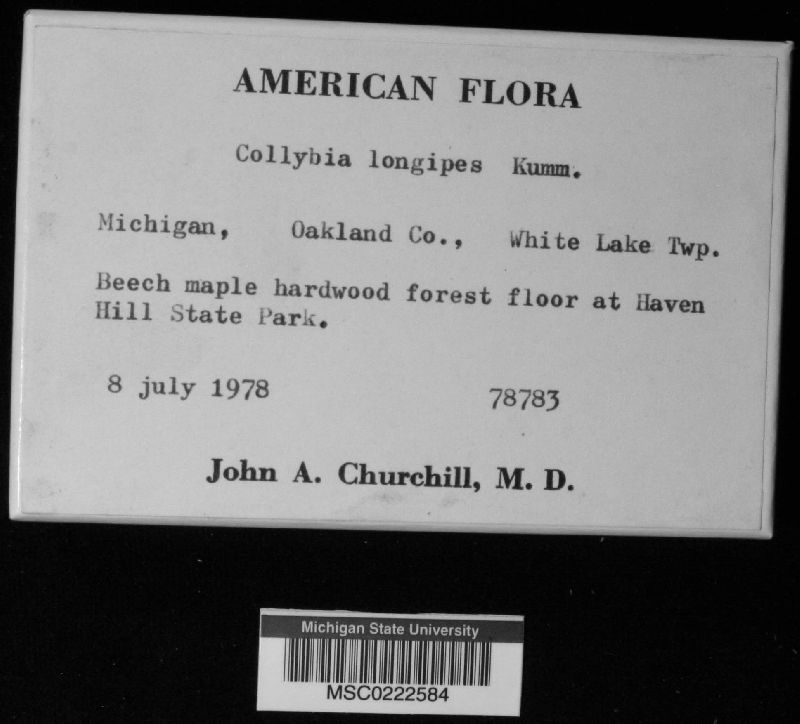 AMERICAN FLORA
Collybia longipes Kumm.
Michigan, Oakland Co., White Lake Twp.
Beech maple hardwood forest floor at Haven
Hill State Park.
8 july 1978 78783
John A. Churchill, M. D.
Michigan State University
MSC0222584